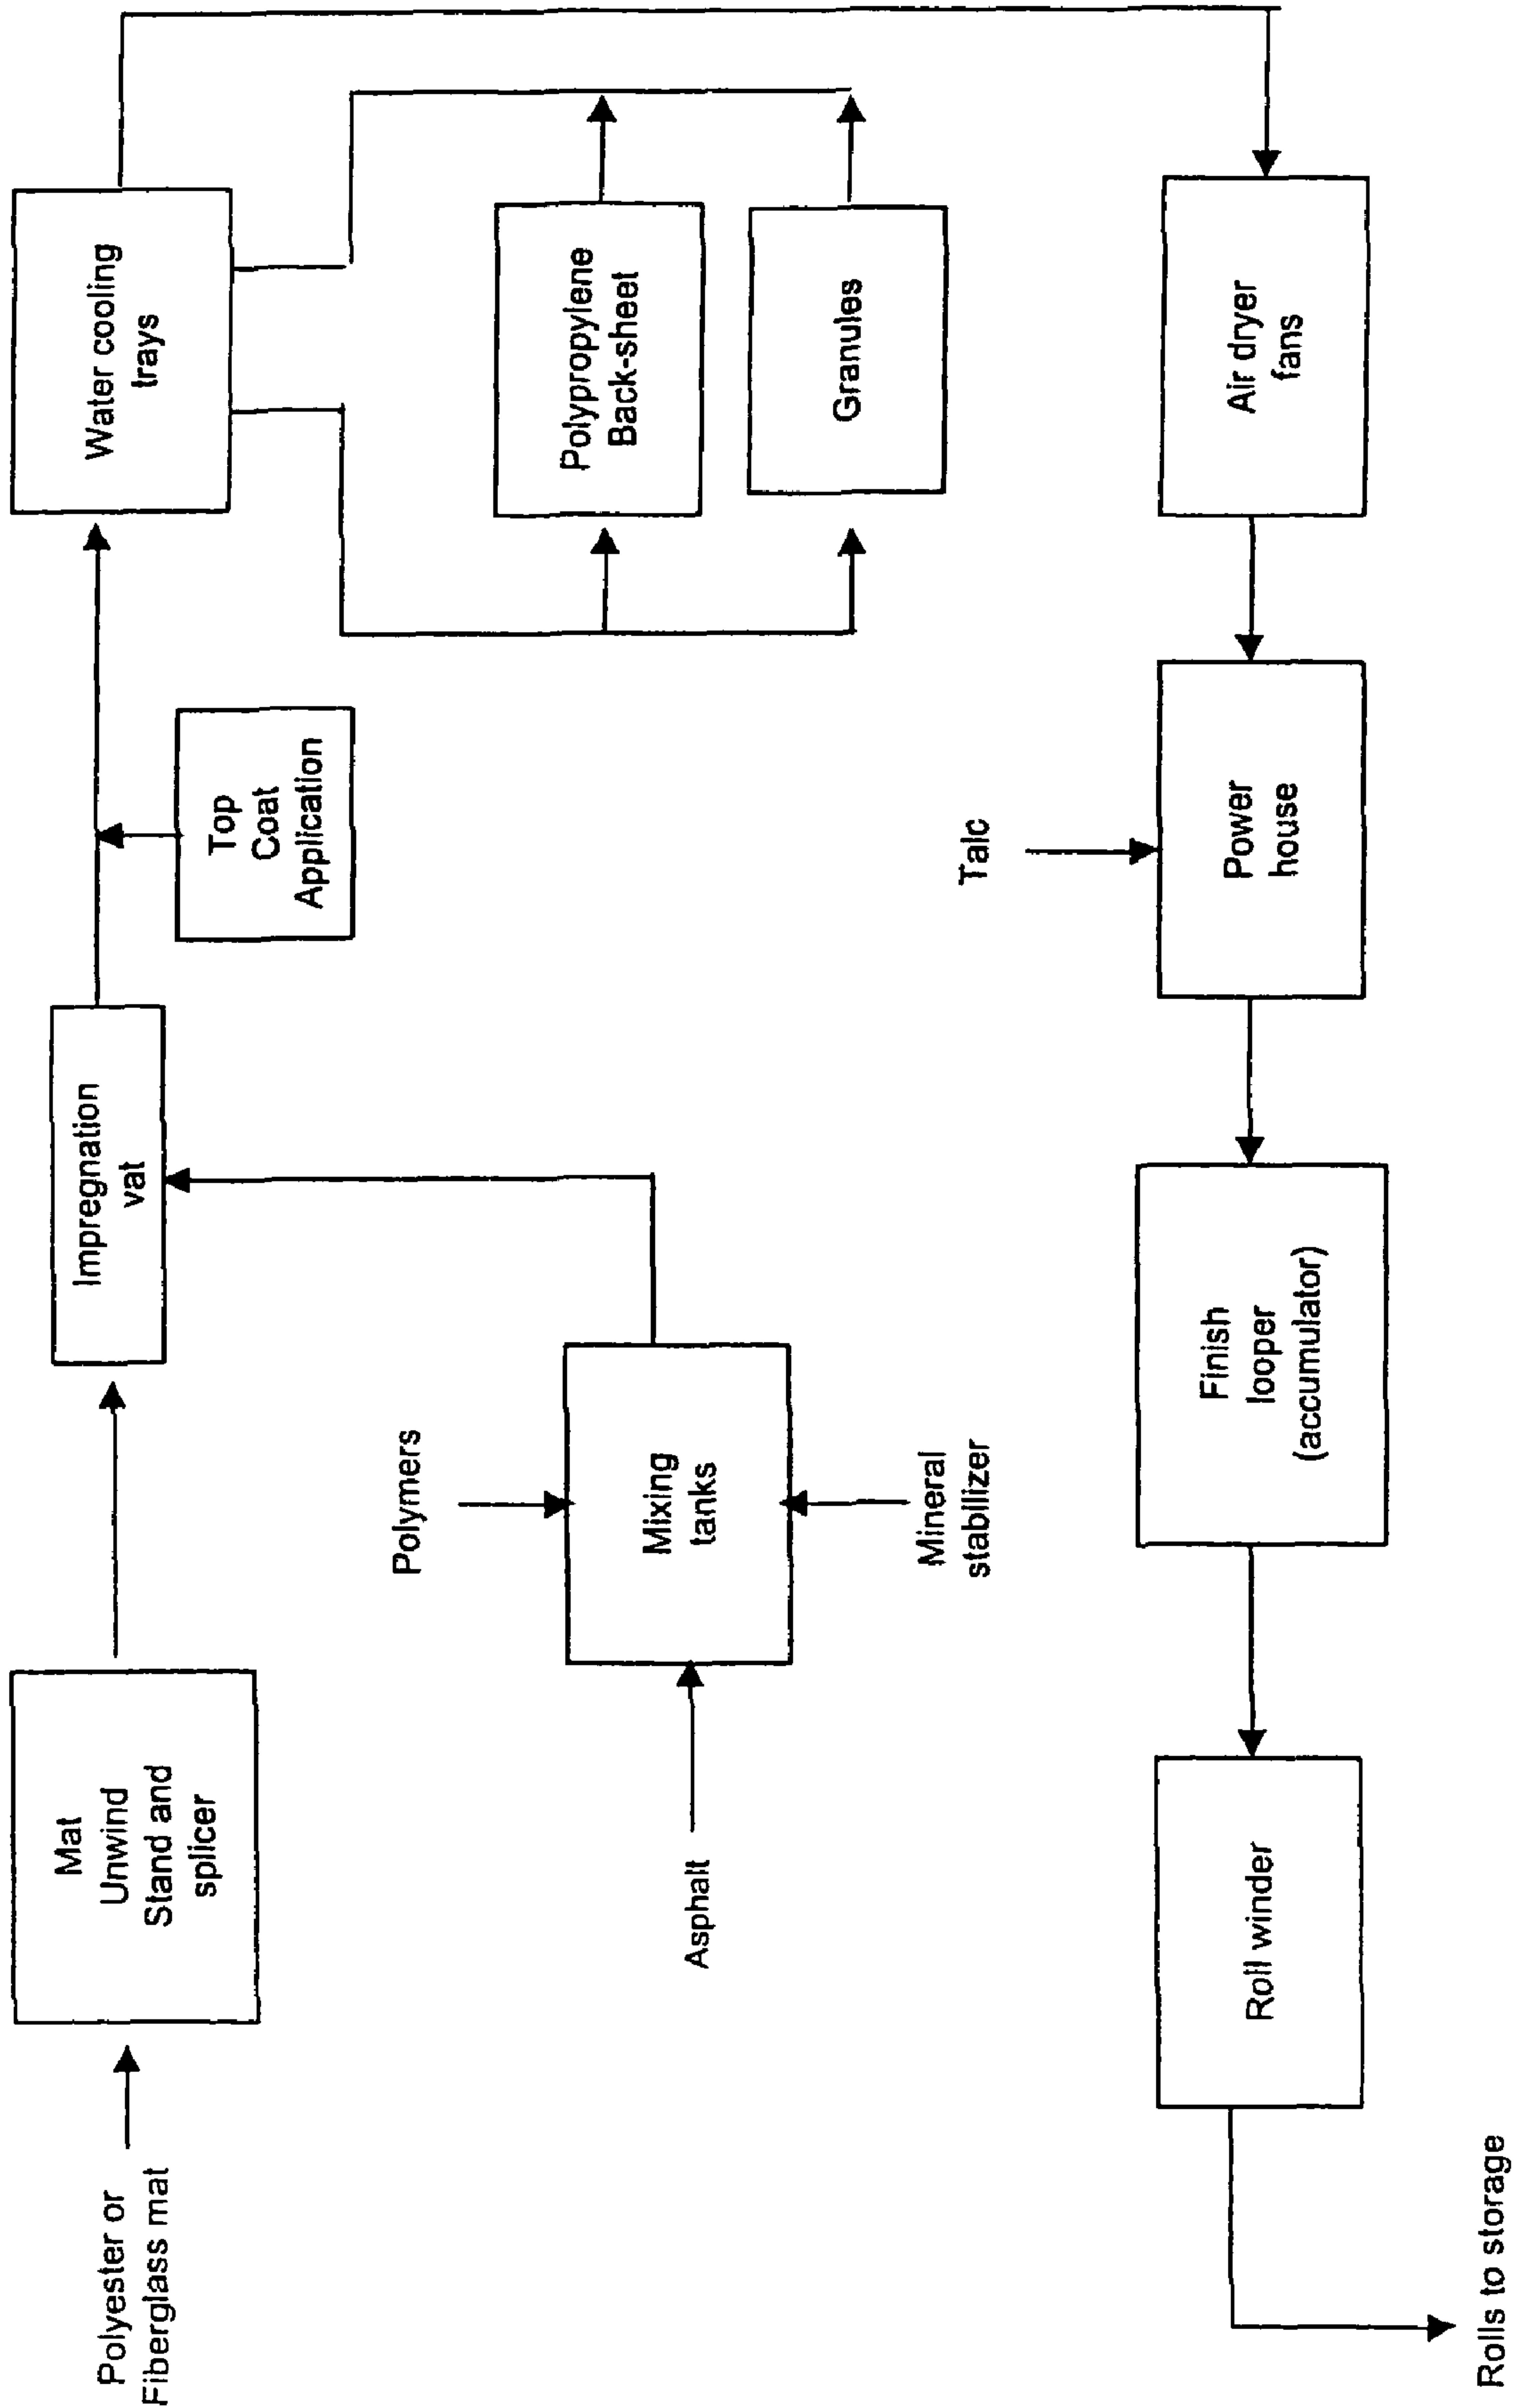 Polyester or
Fiberglass mat
Mat
Unwind
Stand and
splicer
Impregnation
vat
Top
Coat
Application
Water cooling
trays
Polymers
Asphalt
Mixing
tanks
Mineral
stabilizer
Polypropylene
Back-sheet
Granules
Air dryer
fans
Talc
Power
house
Finish
looper
(accumulator)
Roll winder
Rolls to storage